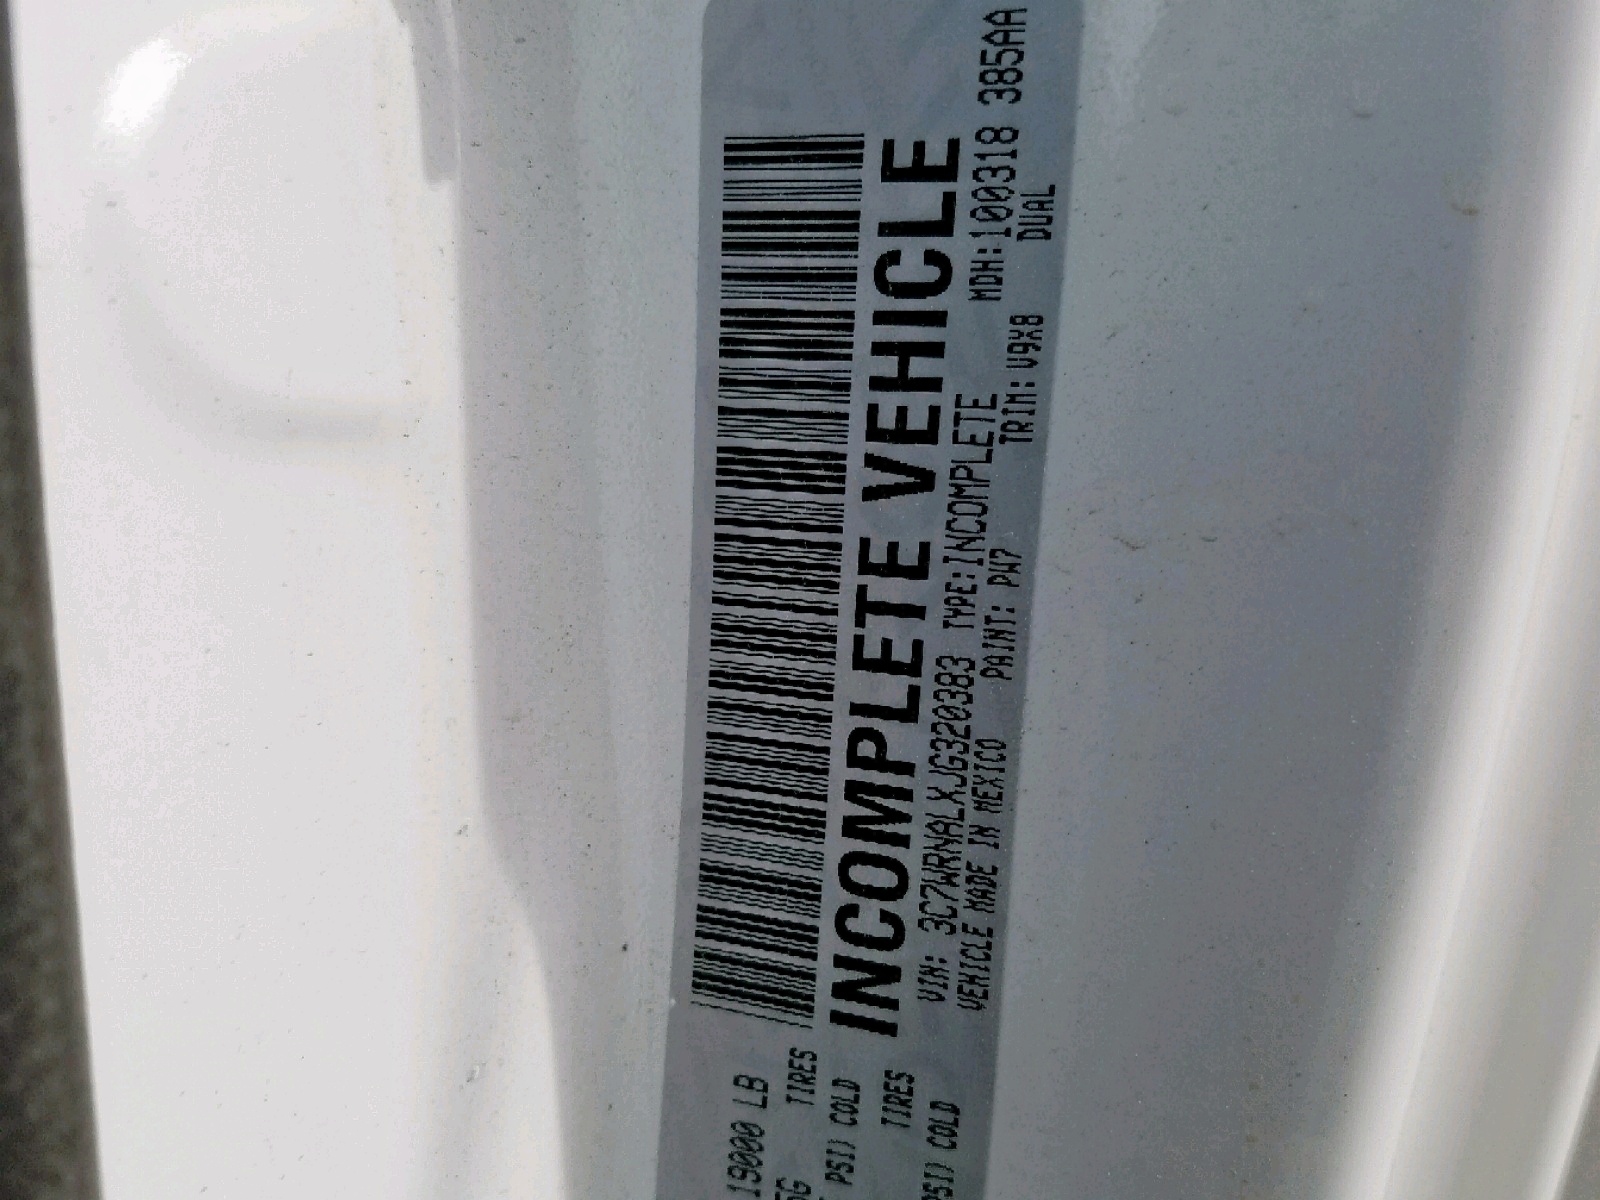 19000 LB
TIRES
PSI) COLD
TIRES
PSI) COLD
INCOMPLETE VEHICLE
VIN: 3C7WRNALXJG320383 TYPE:INCOMPLETE MDH:100318 385AA
VEHICLE MADE IN MEXICO PAINT: PW7 TRIM: V9X8 DUAL